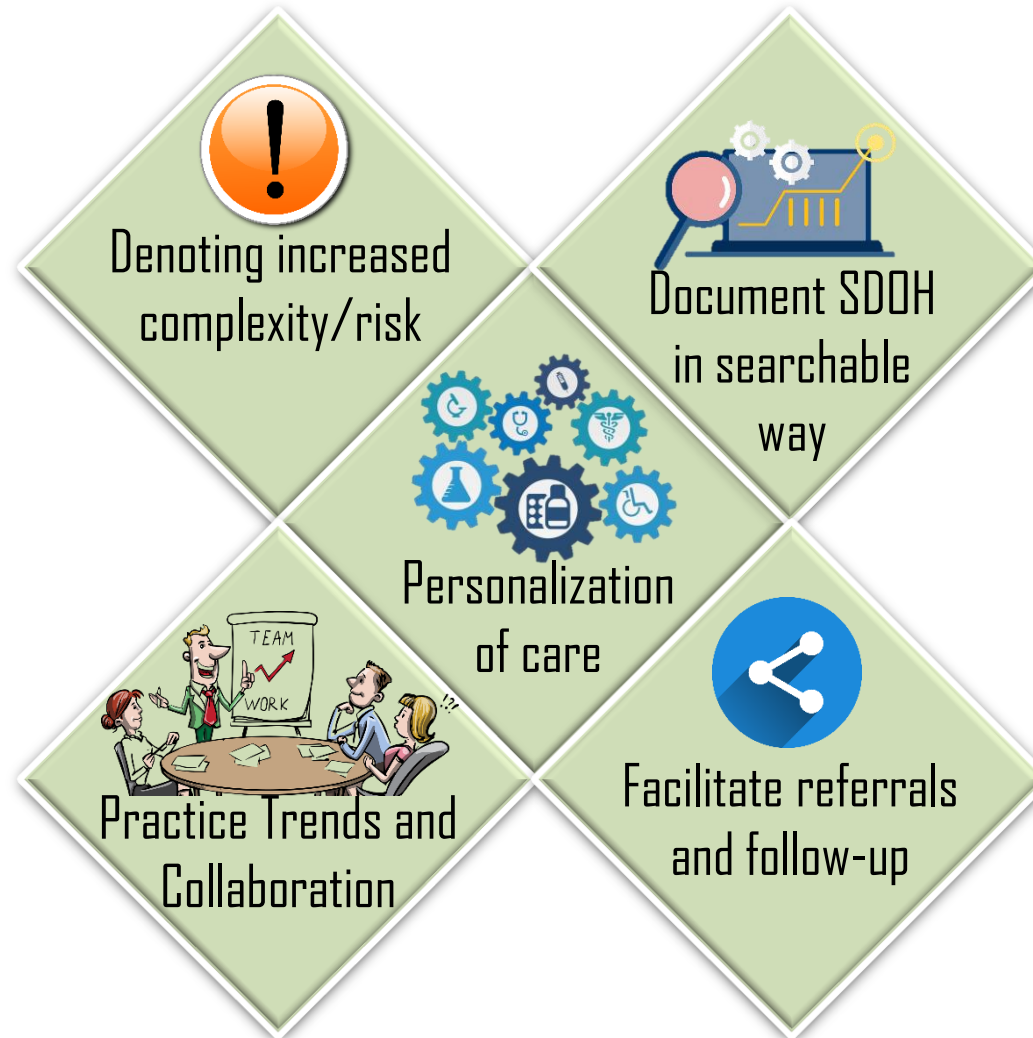 Denoting increased
complexity/risk
Document SDOH
in searchable
way
Personalization
of care
TEAM
WORK
!?
Practice Trends and
Collaboration
Facilitate referrals
and follow-up